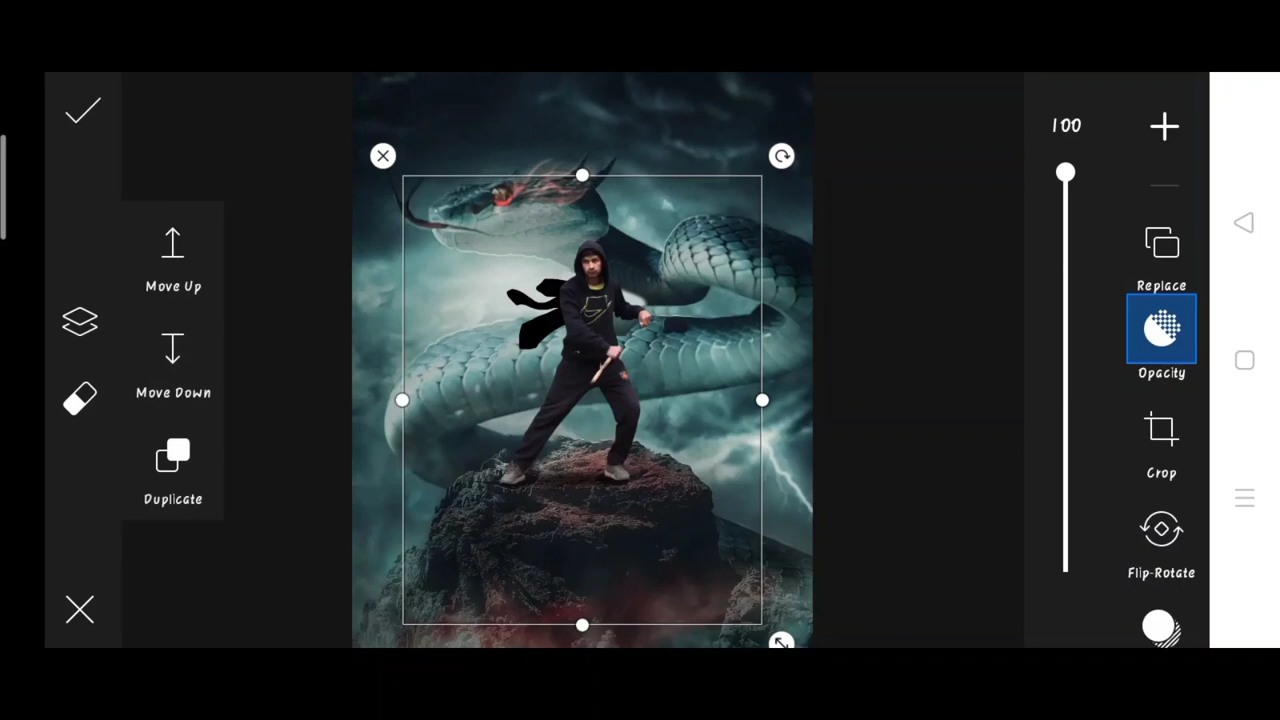 100
Move Up
Replace
Opacity
Move Down
Crop
Duplicate
Flip-Rotate